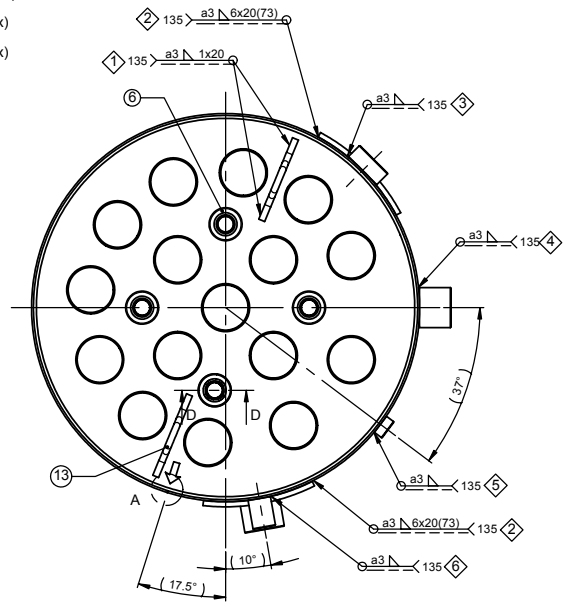 x)
x)
2 135 a3 6x20(73)
1 135 a3 1x20
6
a3 135 3
a3 135 4
( 37° )
D D
13
A
a3 135 5
a3 6x20(73) 135 2
a3 135 6
( 10° )
( 17.5° )